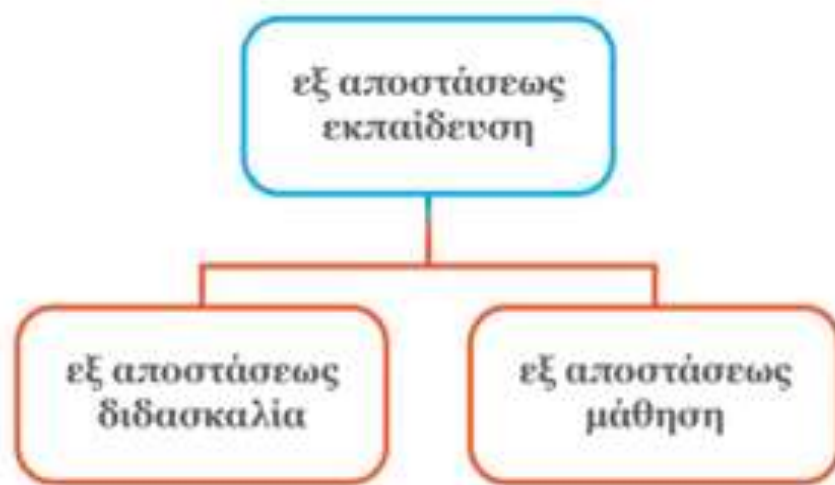 εξ αποστάσεως
εκπαίδευση
εξ αποστάσεως
διδασκαλία
εξ αποστάσεως
μάθηση